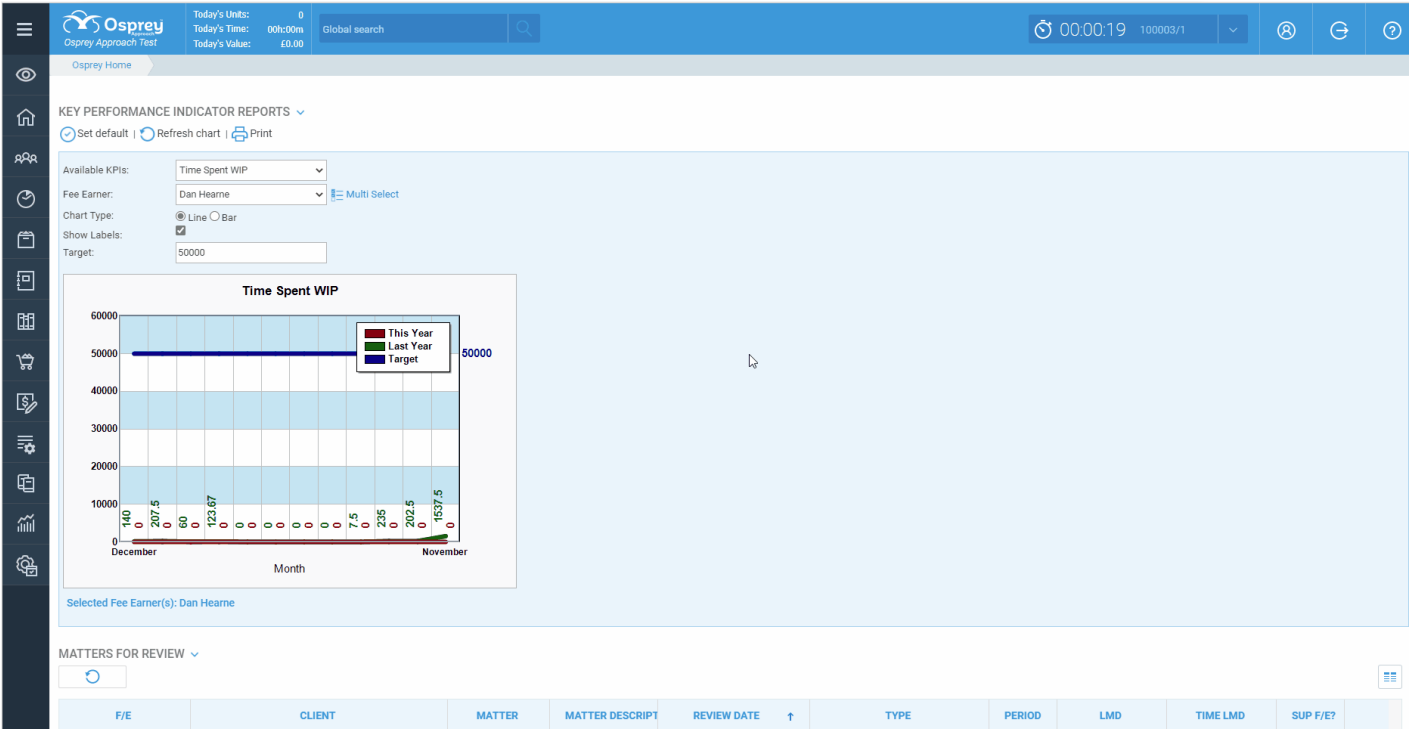 Osprey
Approach
Osprey Approach Test
Today's Units: 0
Today's Time: 00h:00m
Today's Value: £0.00
Global search
00:00:19 100003/1
Osprey Home
KEY PERFORMANCE INDICATOR REPORTS
Set default | Refresh chart | Print
Available KPIs: Time Spent WIP
Fee Earner: Dan Hearne Multi Select
Chart Type: Line Bar
Show Labels:
Target: 50000
Time Spent WIP
60000
This Year
Last Year
Target
50000 50000
40000
30000
20000
10000
140 0 207.5 0 60 0 123.67 0 0 0 0 0 0 0 0 0 7.5 0 235 0 202.5 0 1537.5 0
0
December November
Month
Selected Fee Earner(s): Dan Hearne
MATTERS FOR REVIEW
F/E CLIENT MATTER MATTER DESCRIPT REVIEW DATE TYPE PERIOD LMD TIME LMD SUP F/E?